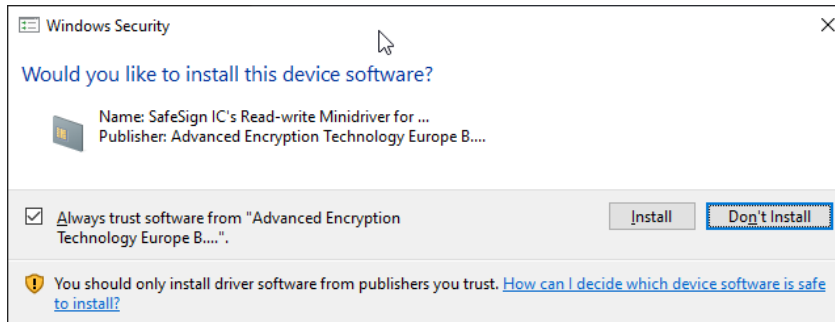 Windows Security
Would you like to install this device software?
Name: SafeSign IC's Read-write Minidriver for ...
Publisher: Advanced Encryption Technology Europe B....
Always trust software from "Advanced Encryption
Technology Europe B....".
Install
Don't Install
You should only install driver software from publishers you trust. How can I decide which device software is safe
to install?